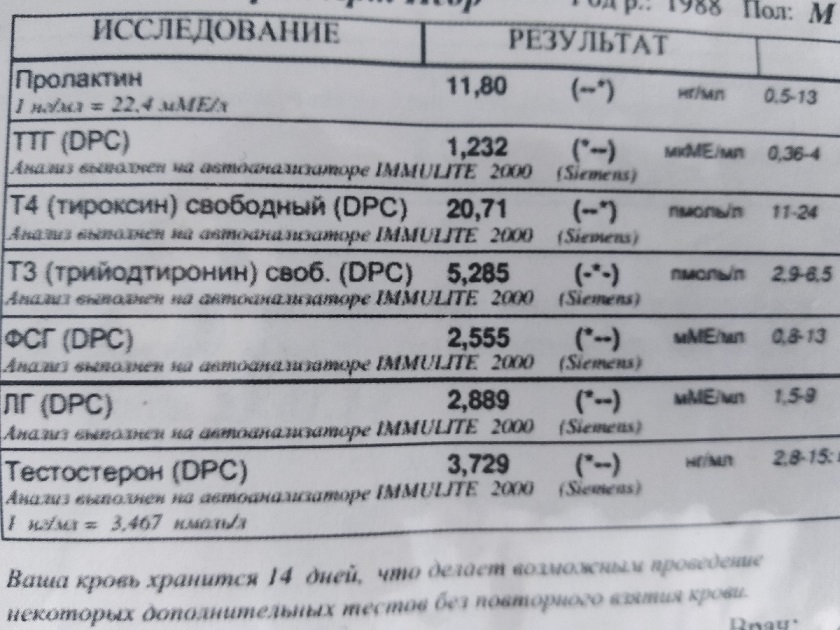 Год р.: 1988 Пол: М
ИССЛЕДОВАНИЕ РЕЗУЛЬТАТ
Пролактин 11,80 (--*) нг/мл 0,5-13
1 нг/мл = 22,4 мМЕ/л
ТТГ (DPC) 1,232 (*--) мкМЕ/мл 0,36-4
Анализ выполнен на автоанализаторе IMMULITE 2000 (Siemens)
Т4 (тироксин) свободный (DPC) 20,71 (--*) пмоль/л 11-24
Анализ выполнен на автоанализаторе IMMULITE 2000 (Siemens)
Т3 (трийодтиронин) своб. (DPC) 5,285 (-*-) пмоль/л 2,9-6,5
Анализ выполнен на автоанализаторе IMMULITE 2000 (Siemens)
ФСГ (DPC) 2,555 (*--) мМЕ/мл 0,8-13
Анализ выполнен на автоанализаторе IMMULITE 2000 (Siemens)
ЛГ (DPC) 2,889 (*--) мМЕ/мл 1,5-9
Анализ выполнен на автоанализаторе IMMULITE 2000 (Siemens)
Тестостерон (DPC) 3,729 (*--) нг/мл 2,8-15;
Анализ выполнен на автоанализаторе IMMULITE 2000 (Siemens)
1 нг/мл = 3,467 нмоль/л
Ваша кровь хранится 14 дней, что делает возможным проведение
некоторых дополнительных тестов без повторного взятия крови.
Врач: